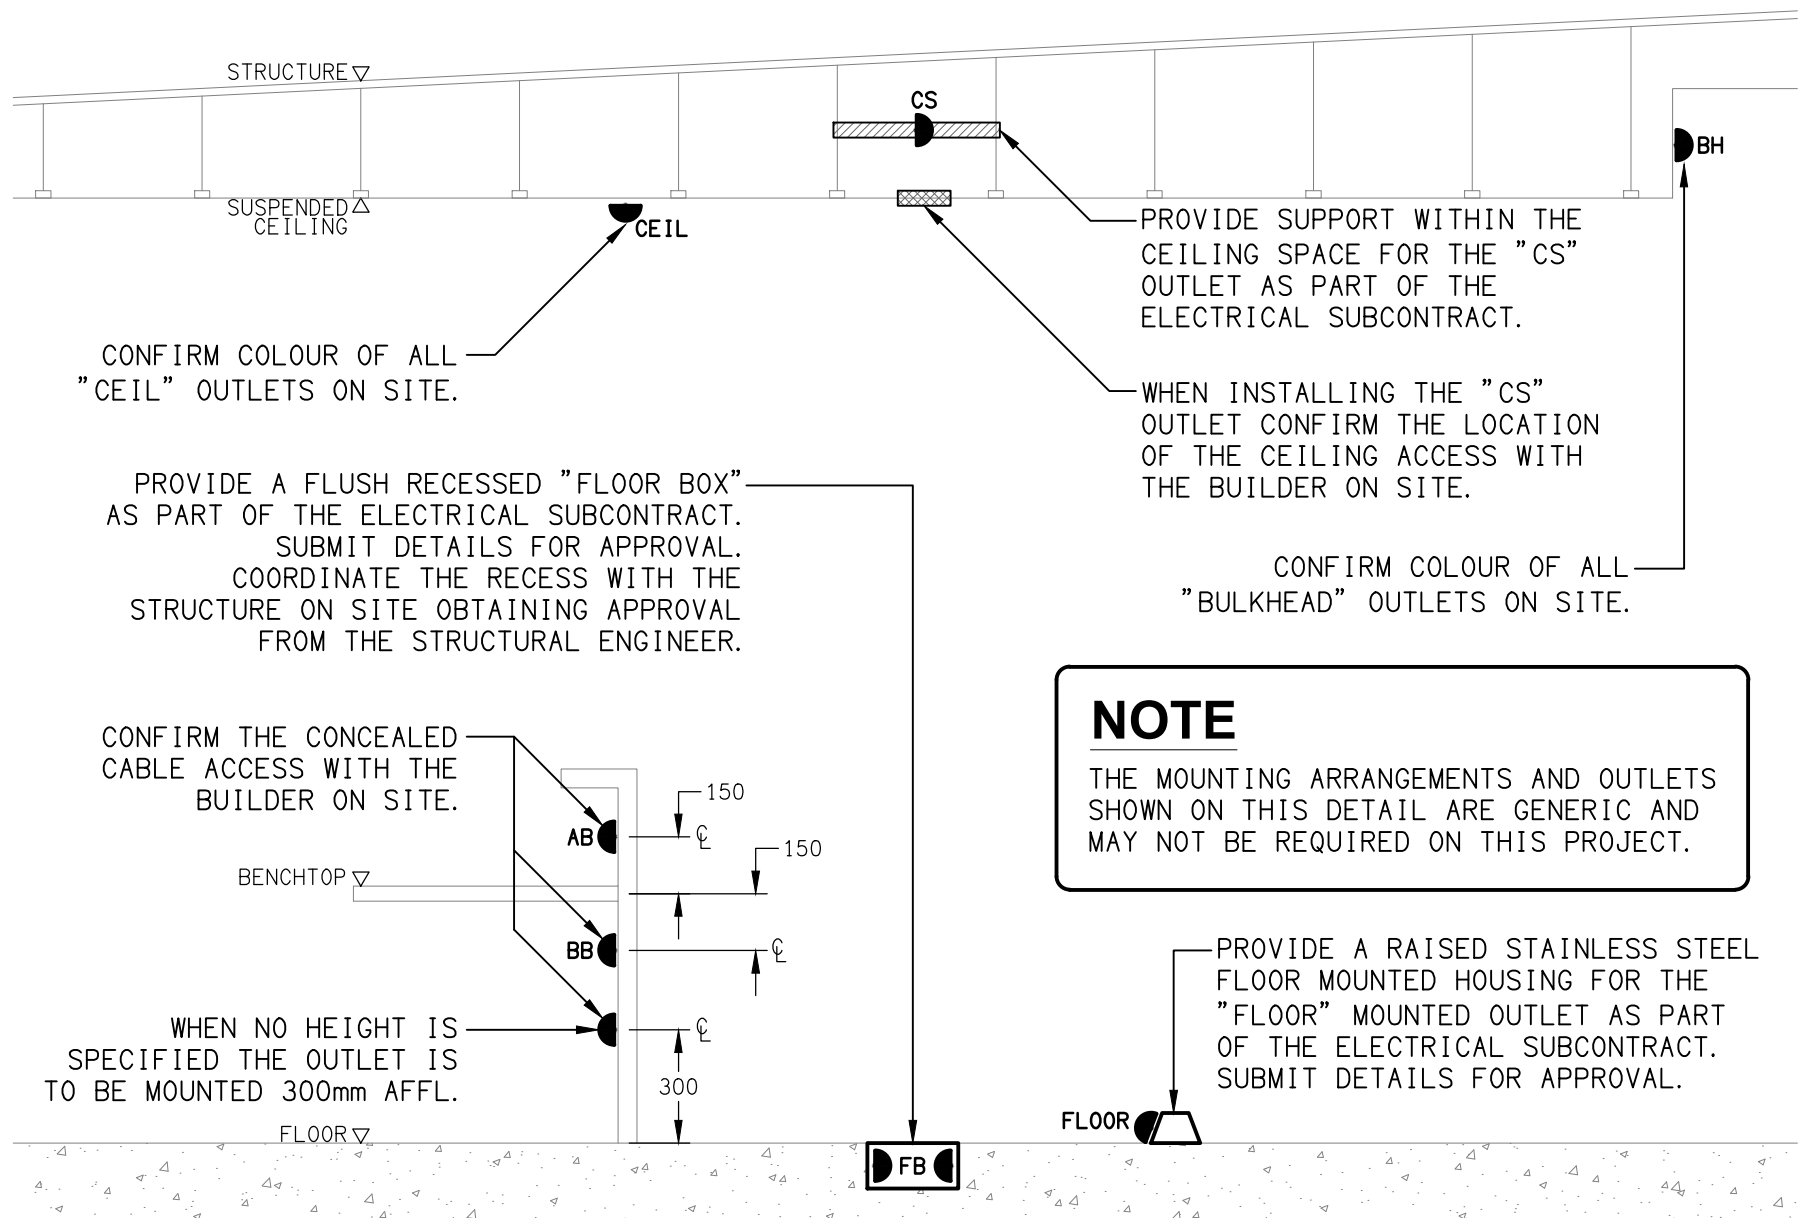 STRUCTURE
CS
BH
SUSPENDED
CEILING
CEIL
PROVIDE SUPPORT WITHIN THE
CEILING SPACE FOR THE "CS"
OUTLET AS PART OF THE
ELECTRICAL SUBCONTRACT.
CONFIRM COLOUR OF ALL
"CEIL" OUTLETS ON SITE.
WHEN INSTALLING THE "CS"
OUTLET CONFIRM THE LOCATION
OF THE CEILING ACCESS WITH
THE BUILDER ON SITE.
PROVIDE A FLUSH RECESSED "FLOOR BOX"
AS PART OF THE ELECTRICAL SUBCONTRACT.
SUBMIT DETAILS FOR APPROVAL.
COORDINATE THE RECESS WITH THE
STRUCTURE ON SITE OBTAINING APPROVAL
FROM THE STRUCTURAL ENGINEER.
CONFIRM COLOUR OF ALL
"BULKHEAD" OUTLETS ON SITE.
NOTE
THE MOUNTING ARRANGEMENTS AND OUTLETS
SHOWN ON THIS DETAIL ARE GENERIC AND
MAY NOT BE REQUIRED ON THIS PROJECT.
CONFIRM THE CONCEALED
CABLE ACCESS WITH THE
BUILDER ON SITE.
150
AB
℄
150
BENCHTOP
BB
℄
WHEN NO HEIGHT IS
SPECIFIED THE OUTLET IS
TO BE MOUNTED 300mm AFFL.
℄
300
PROVIDE A RAISED STAINLESS STEEL
FLOOR MOUNTED HOUSING FOR THE
"FLOOR" MOUNTED OUTLET AS PART
OF THE ELECTRICAL SUBCONTRACT.
SUBMIT DETAILS FOR APPROVAL.
FLOOR
FLOOR
FB